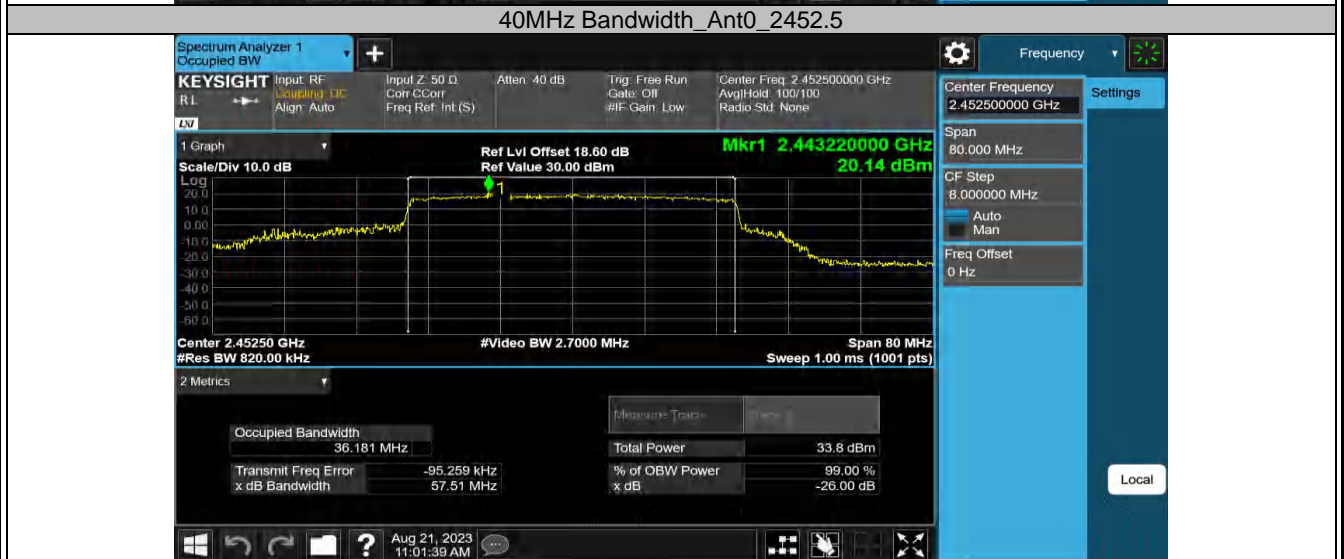 40MHz Bandwidth_Ant0_2452.5
Spectrum Analyzer 1
Occupied BW
+
Frequency
KEYSIGHT
RL
LXI
Input: RF
Coupling: DC
Align: Auto
Input Z: 50 Ω
Corr CCorr
Freq Ref: Int (S)
Atten: 40 dB
Trig: Free Run
Gate: Off
#IF Gain: Low
Center Freq: 2.452500000 GHz
Avg|Hold: 100/100
Radio Std: None
Center Frequency
2.452500000 GHz
Settings
Span
80.000 MHz
CF Step
8.000000 MHz
Auto
Man
Freq Offset
0 Hz
1 Graph
Scale/Div 10.0 dB
Ref Lvl Offset 18.60 dB
Ref Value 30.00 dBm
Mkr1 2.443220000 GHz
20.14 dBm
Log
20.0
10.0
0.00
-10.0
-20.0
-30.0
-40.0
-50.0
-60.0
1
Center 2.45250 GHz
#Res BW 820.00 kHz
#Video BW 2.7000 MHz
Span 80 MHz
Sweep 1.00 ms (1001 pts)
2 Metrics
Measure Trace
Occupied Bandwidth
36.181 MHz
Total Power 33.8 dBm
Transmit Freq Error -95.259 kHz
% of OBW Power 99.00 %
x dB Bandwidth 57.51 MHz
x dB -26.00 dB
Local
?
Aug 21, 2023
11:01:39 AM